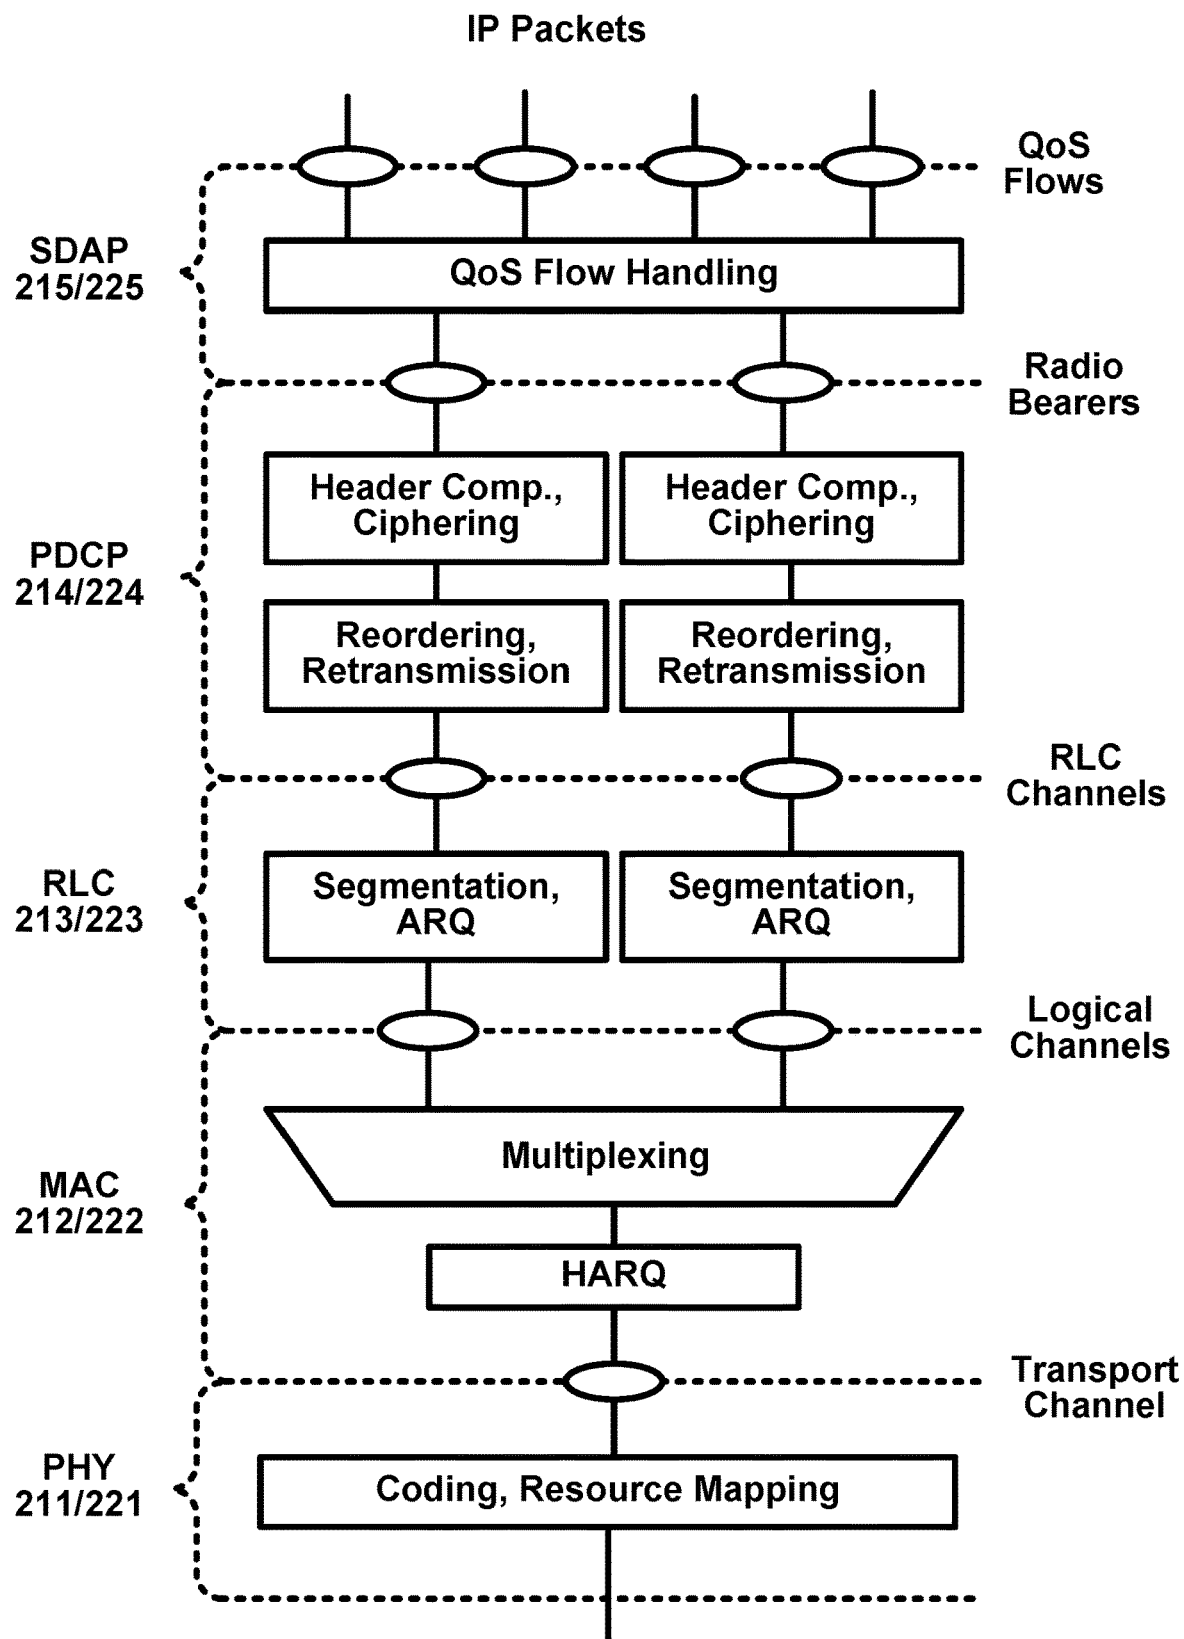 IP Packets
QoS
Flows
SDAP
215/225
QoS Flow Handling
Radio
Bearers
Header Comp.,
Ciphering
Header Comp.,
Ciphering
PDCP
214/224
Reordering,
Retransmission
Reordering,
Retransmission
RLC
Channels
RLC
213/223
Segmentation,
ARQ
Segmentation,
ARQ
Logical
Channels
Multiplexing
MAC
212/222
HARQ
Transport
Channel
PHY
211/221
Coding, Resource Mapping